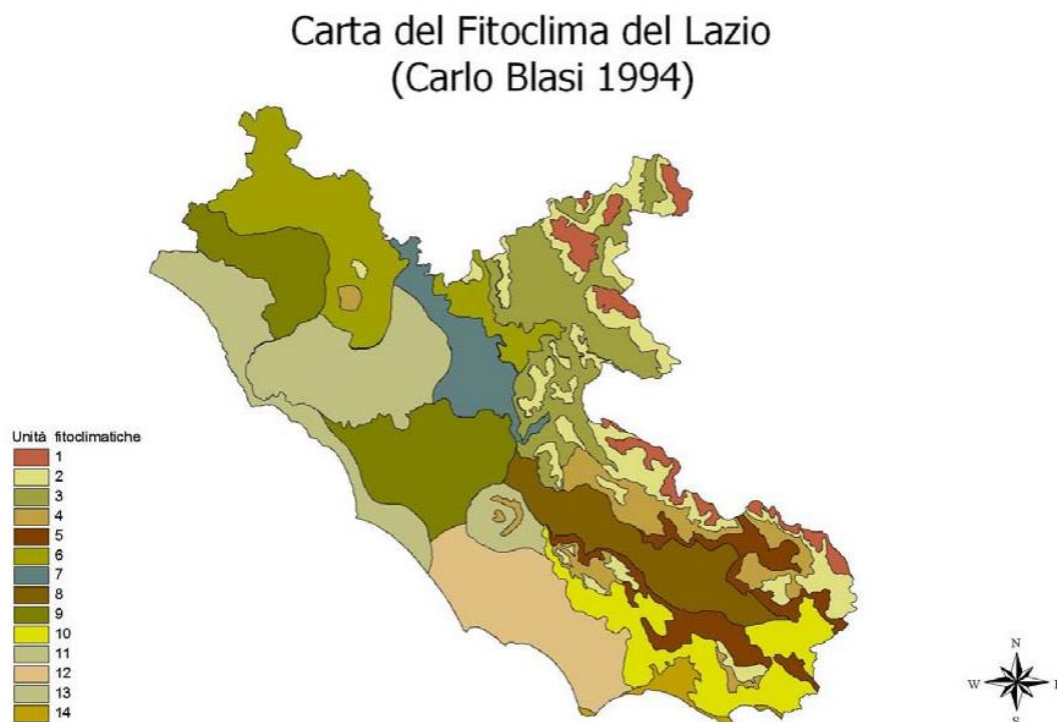 Carta del Fitoclima del Lazio
(Carlo Blasi 1994)
Unità fitoclimatiche
1
2
3
4
5
6
7
8
9
10
11
12
13
14
N
W E
S